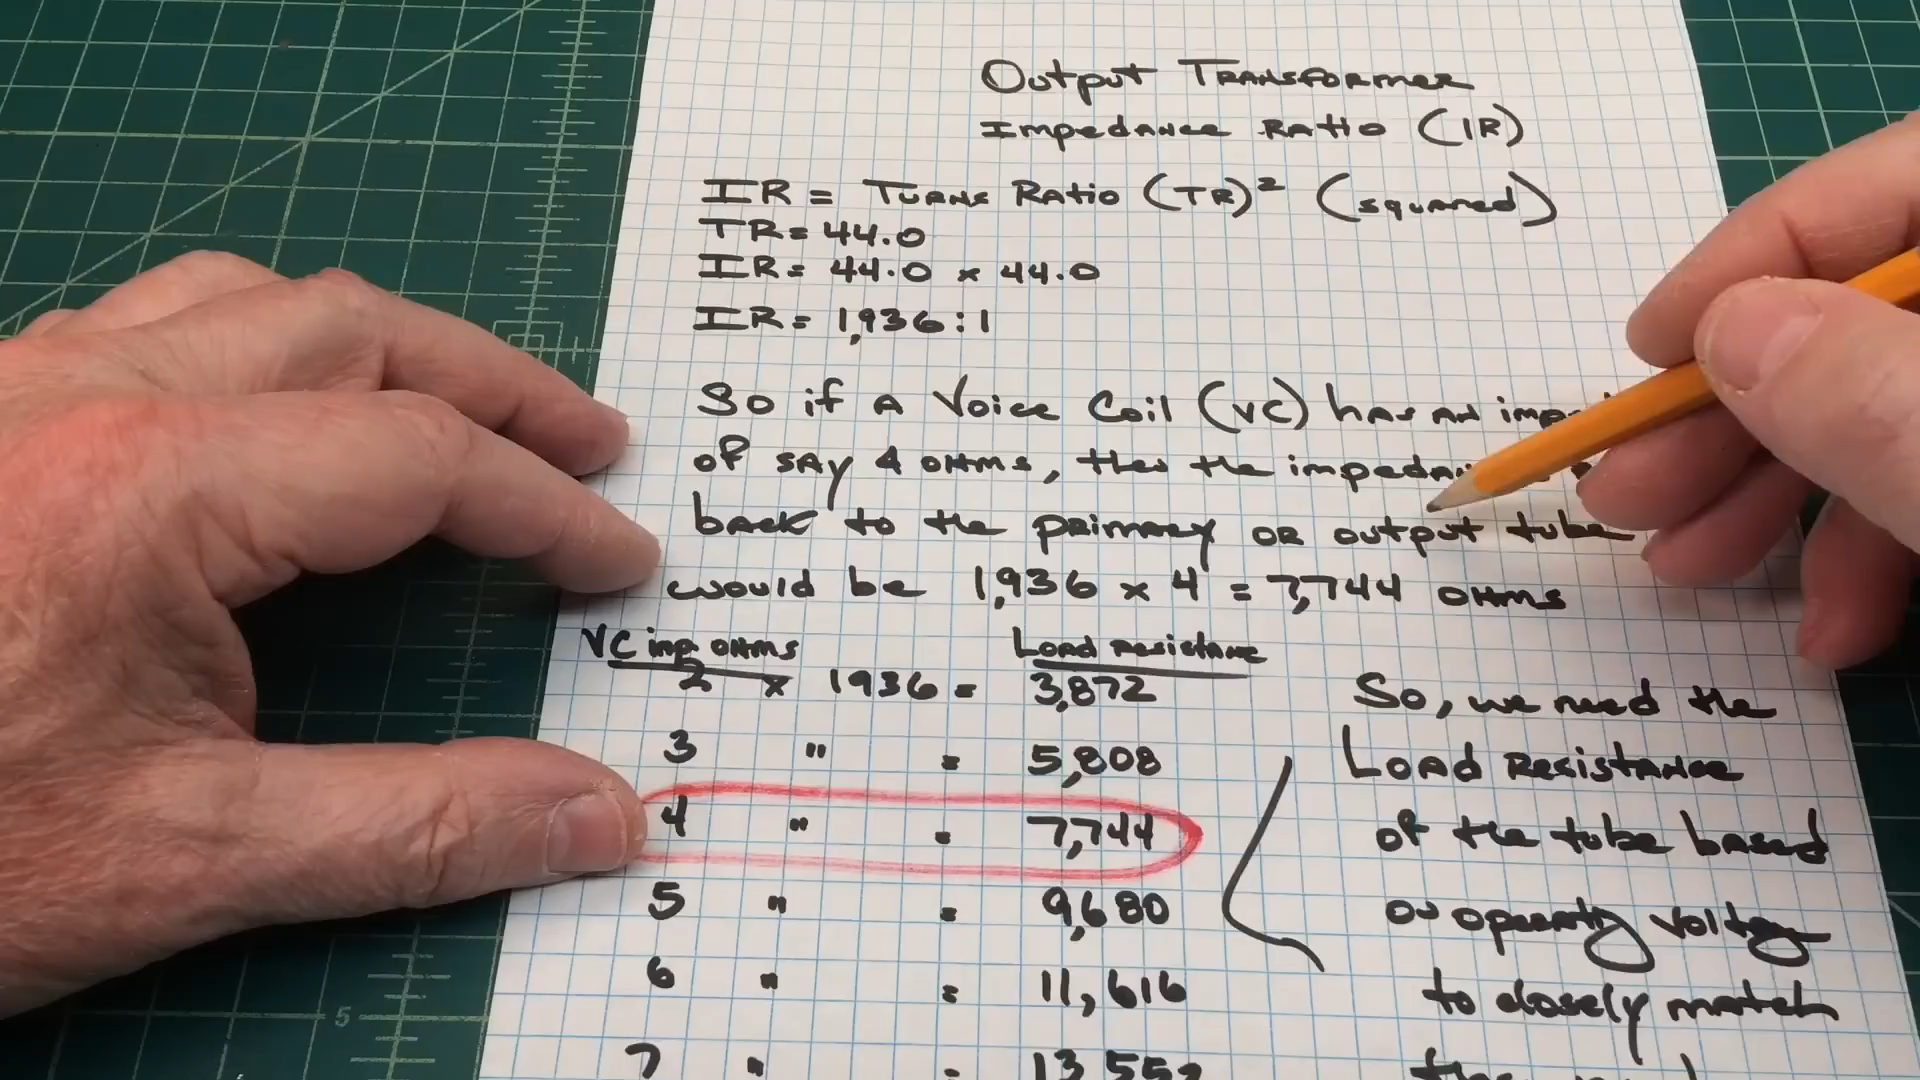 Output Transformer
Impedance Ratio (IR)
IR = Turns Ratio (TR)² (squared)
TR = 44.0
IR = 44.0 x 44.0
IR = 1,936 : 1
So if a Voice Coil (VC) has an
of say 4 ohms, then the
back to the primary or output tube
would be 1,936 x 4 = 7,744 ohms
VC imp ohms Load resistance
2 x 1936 = 3,872
3 " = 5,808
4 " = 7,744
5 " = 9,680
6 " = 11,616
7 " = 13,552
So, we need the
Load Resistance
of the tube based
on operating voltage
to closely match
5